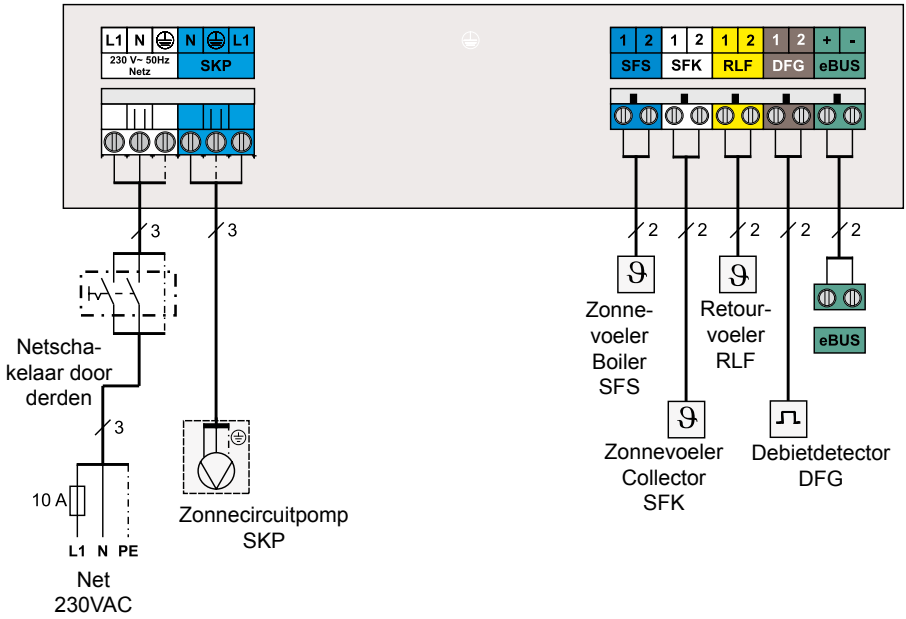 L1 N N L1
230 V~ 50Hz
Netz
SKP
1 2 1 2 1 2 1 2 + -
SFS SFK RLF DFG eBUS
3
3
2 2 2 2 2
ϑ
ϑ
Zonne-
voeler
Boiler
SFS
Retour-
voeler
RLF
eBUS
Netscha-
kelaar door
derden
3
ϑ
Zonnevoeler
Collector
SFK
Debietdetector
DFG
10 A
Zonnecircuitpomp
SKP
L1 N PE
Net
230VAC